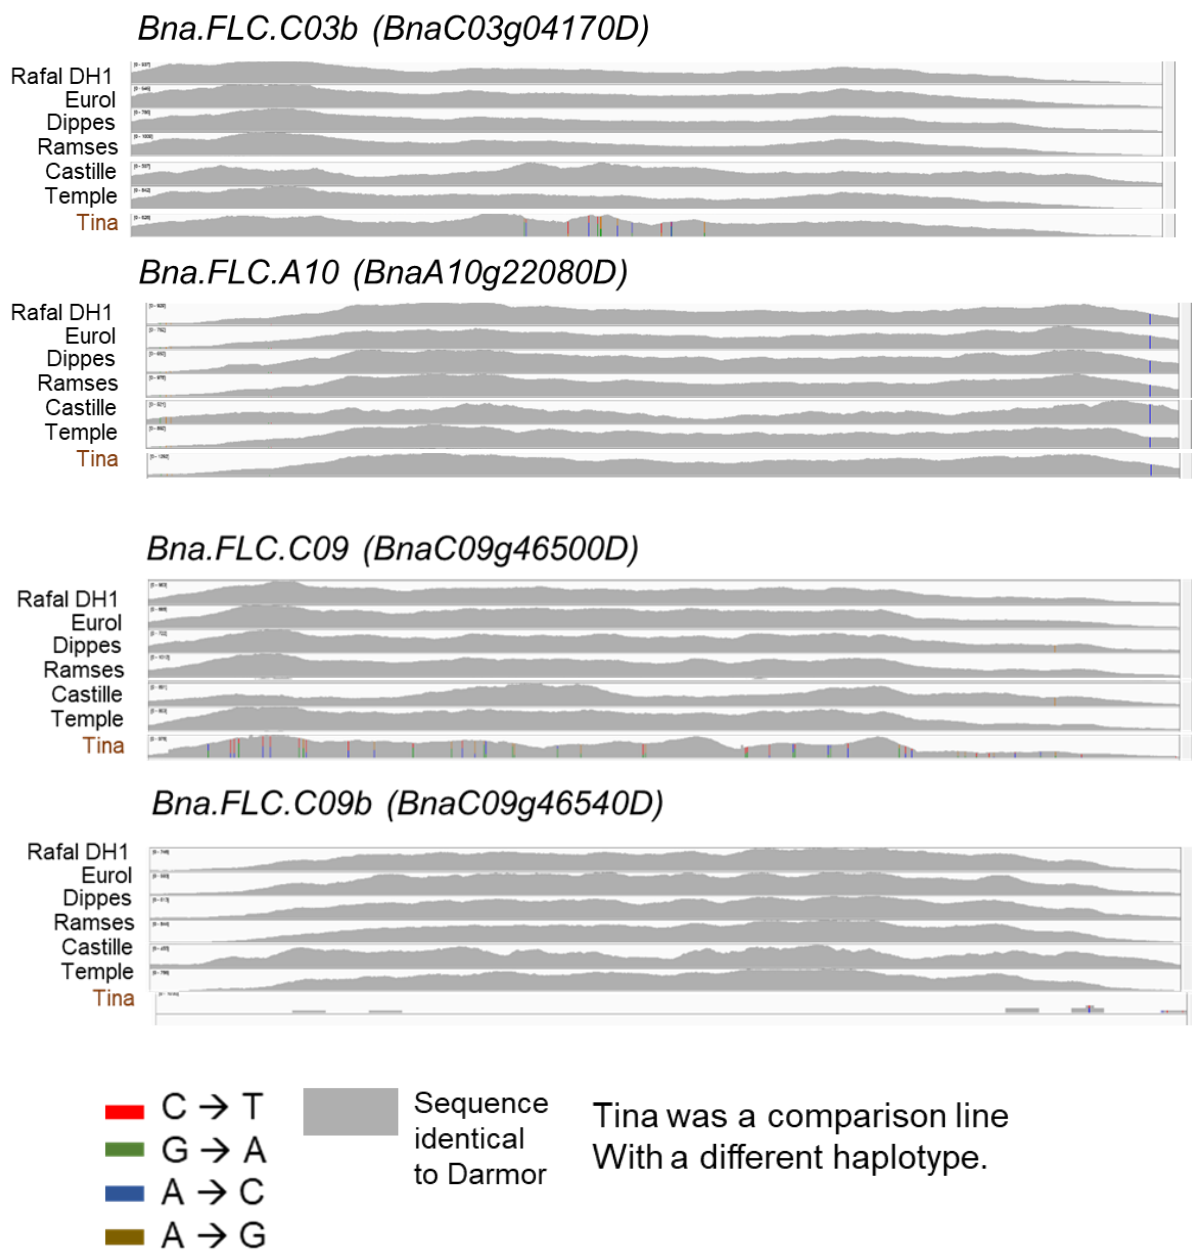 Bna.FLC.C03b (BnaC03g04170D)
Rafal DH1
Eurol
Dippes
Ramses
Castille
Temple
Tina
Bna.FLC.A10 (BnaA10g22080D)
Rafal DH1
Eurol
Dippes
Ramses
Castille
Temple
Tina
Bna.FLC.C09 (BnaC09g46500D)
Rafal DH1
Eurol
Dippes
Ramses
Castille
Temple
Tina
Bna.FLC.C09b (BnaC09g46540D)
Rafal DH1
Eurol
Dippes
Ramses
Castille
Temple
Tina
C → T
G → A
A → C
A → G
Sequence
identical
to Darmor
Tina was a comparison line
With a different haplotype.